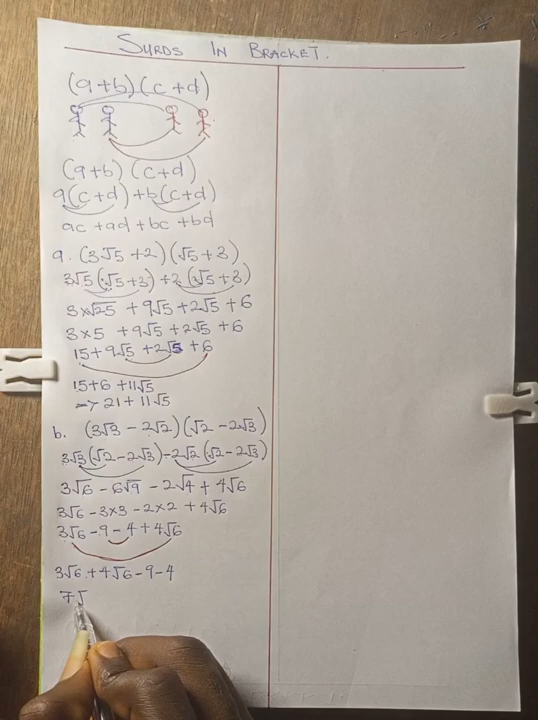 SURDS IN BRACKET.
(a+b)(c+d)
(a+b)(c+d)
a(c+d)+b(c+d)
ac+ad+bc+bd
a. (3√5+2)(√5+3)
3√5(√5+3)+2(√5+3)
3×√25+9√5+2√5+6
3×5+9√5+2√5+6
15+9√5+2√5+6
15+6+11√5
=> 21+11√5
b. (3√3-2√2)(√2-2√3)
3√3(√2-2√3)-2√2(√2-2√3)
3√6-6√9-2√4+4√6
3√6-3×3-2×2+4√6
3√6-9-4+4√6
3√6+4√6-9-4
7√